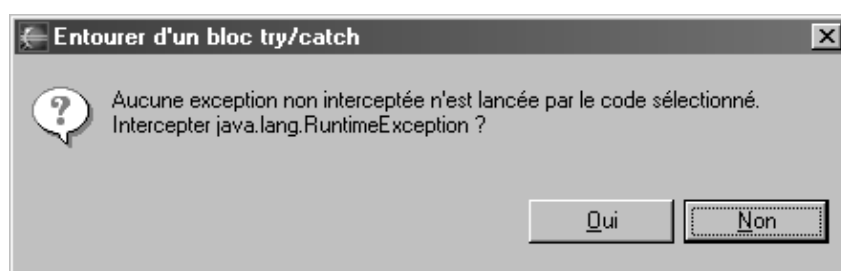 Entourer d'un bloc try/catch
Aucune exception non interceptée n'est lancée par le code sélectionné.
Intercepter java.lang.RuntimeException ?
Oui
Non